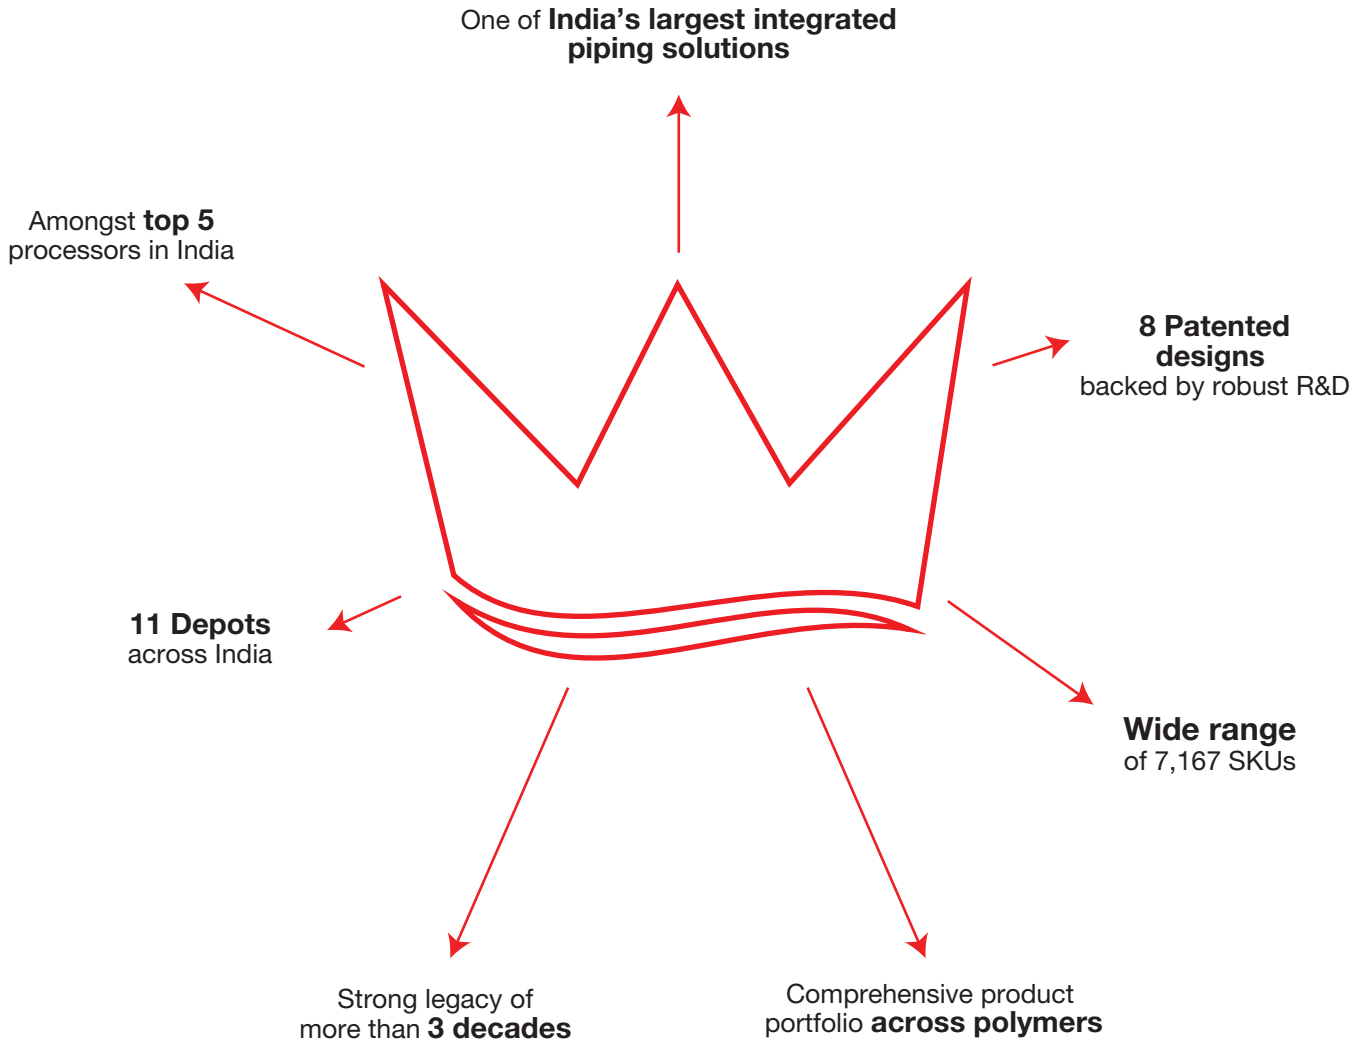 One of India’s largest integrated
piping solutions
Amongst top 5
processors in India
8 Patented
designs
backed by robust R&D
11 Depots
across India
Wide range
of 7,167 SKUs
Strong legacy of
more than 3 decades
Comprehensive product
portfolio across polymers